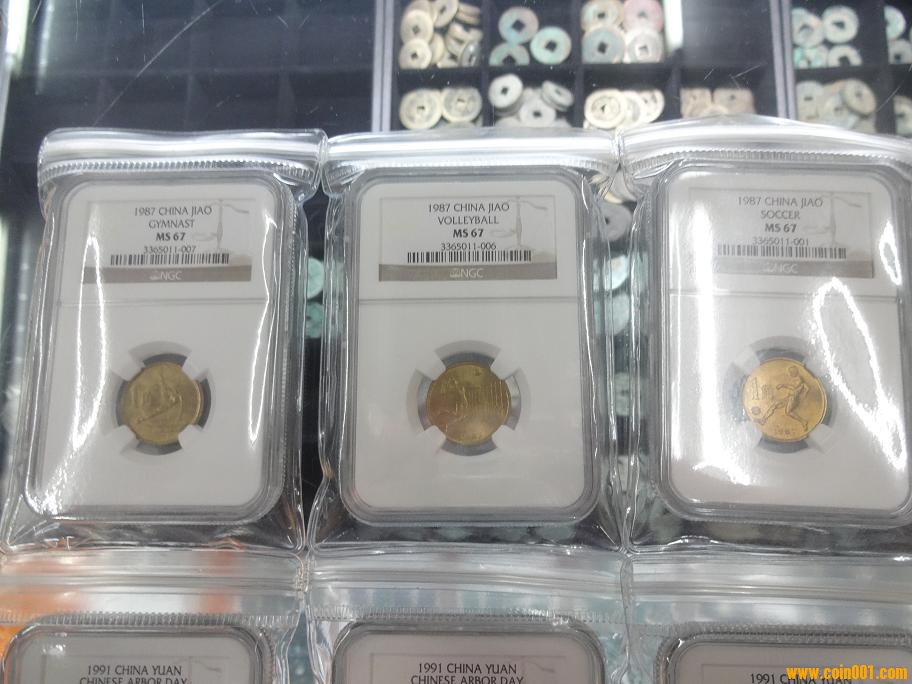 1987 CHINA JIAO
GYMNAST
MS 67
3365011-007
NGC
1987 CHINA JIAO
VOLLEYBALL
MS 67
3365011-006
NGC
1987 CHINA JIAO
SOCCER
MS 67
3365011-001
NGC
1991 CHINA YUAN
CHINESE ARBOR DAY
1991 CHINA YUAN
CHINESE ARBOR DAY
1991 CHINA YUAN
www.coin001.com